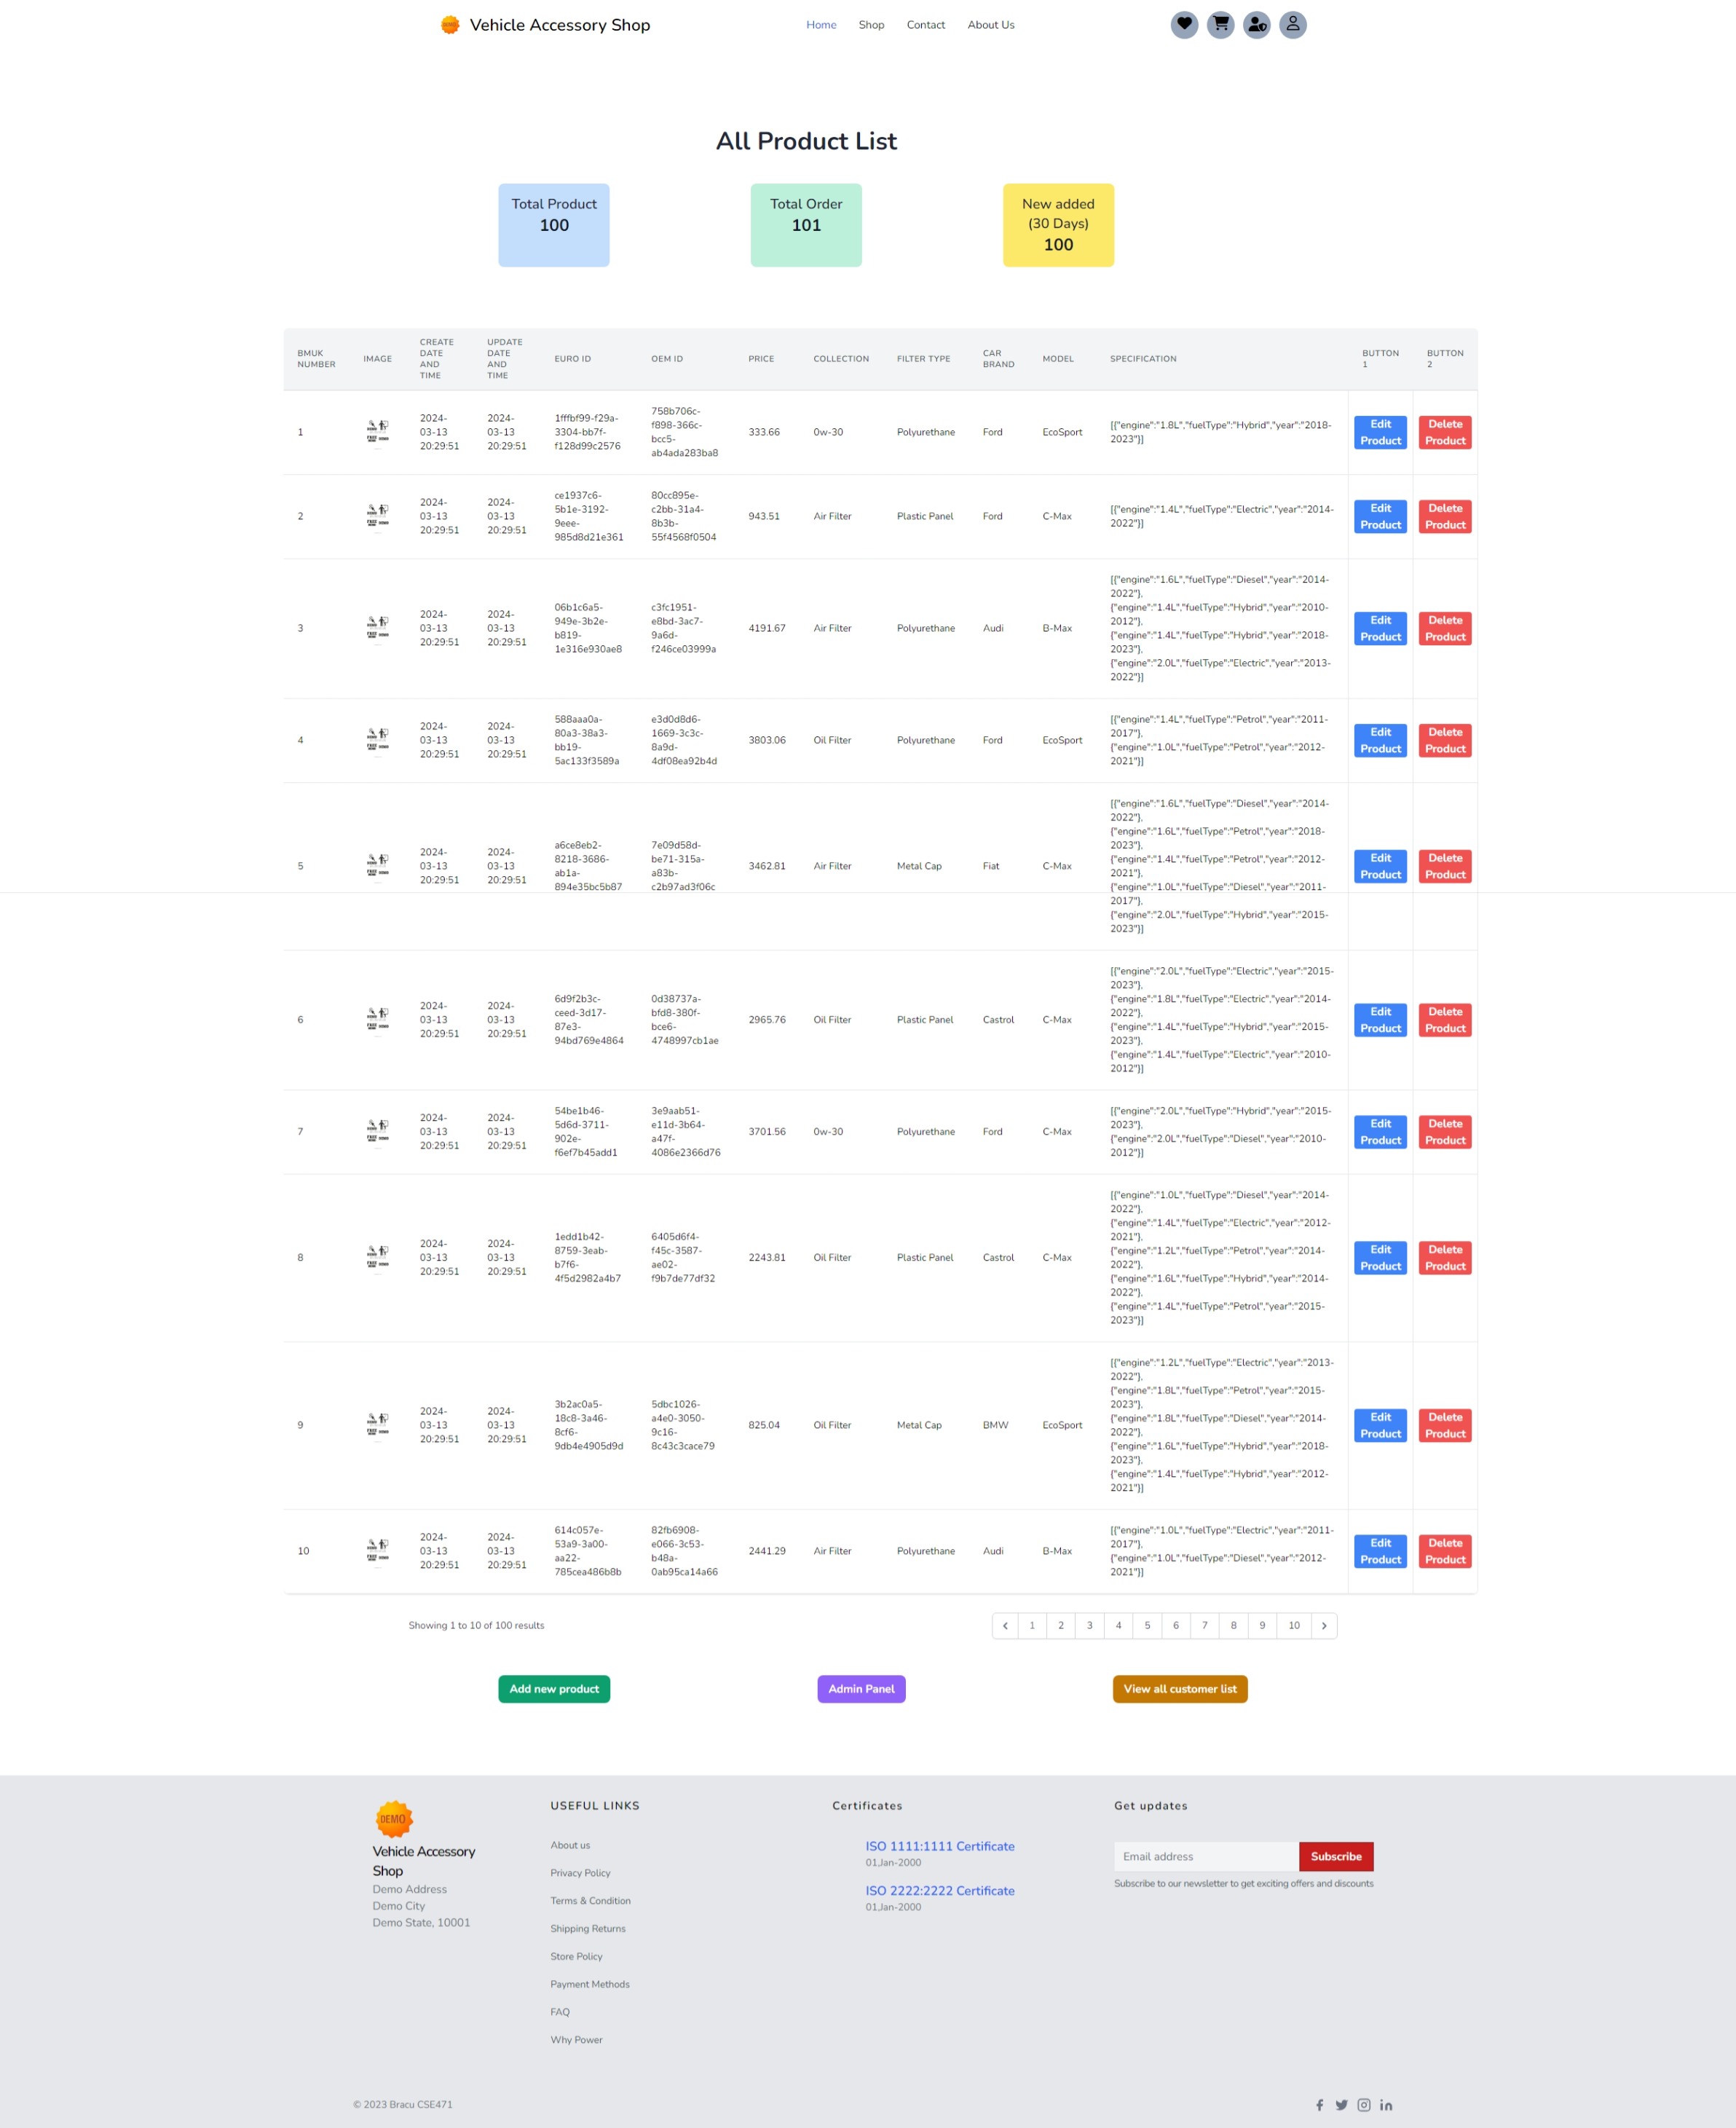 Vehicle Accessory Shop
Home Shop Contact About Us
All Product List
Total Product
100
Total Order
101
New added
(30 Days)
100
BMUK NUMBER IMAGE CREATE DATE AND TIME UPDATE DATE AND TIME EURO ID OEM ID PRICE COLLECTION FILTER TYPE CAR BRAND MODEL SPECIFICATION BUTTON 1 BUTTON 2
1 2024-03-13 20:29:51 2024-03-13 20:29:51 1fffbf99-f29a-3304-bb7f-f128d99c2576 758b706c-f898-366c-bcc5-ab4ada283ba8 333.66 0w-30 Polyurethane Ford EcoSport [{"engine":"1.8L","fuelType":"Hybrid","year":"2018-2023"}] Edit Product Delete Product
2 2024-03-13 20:29:51 2024-03-13 20:29:51 ce1937c6-5b1e-3192-9eee-985d8d21e361 80cc895e-c2bb-31a4-8b3b-55f4568f0504 943.51 Air Filter Plastic Panel Ford C-Max [{"engine":"1.4L","fuelType":"Electric","year":"2014-2022"}] Edit Product Delete Product
3 2024-03-13 20:29:51 2024-03-13 20:29:51 06b1c6a5-949e-3b2e-b819-1e316e930ae8 c3fc1951-e8bd-3ac7-9a6d-f246ce03999a 4191.67 Air Filter Polyurethane Audi B-Max [{"engine":"1.6L","fuelType":"Diesel","year":"2014-2022"},{"engine":"1.4L","fuelType":"Hybrid","year":"2010-2012"},{"engine":"1.4L","fuelType":"Hybrid","year":"2018-2023"},{"engine":"2.0L","fuelType":"Electric","year":"2013-2022"}] Edit Product Delete Product
4 2024-03-13 20:29:51 2024-03-13 20:29:51 588aaa0a-80a3-38a3-bb19-5ac133f3589a e3d0d8d6-1669-3c3c-8a9d-4df08ea92b4d 3803.06 Oil Filter Polyurethane Ford EcoSport [{"engine":"1.4L","fuelType":"Petrol","year":"2011-2017"},{"engine":"1.0L","fuelType":"Petrol","year":"2012-2021"}] Edit Product Delete Product
5 2024-03-13 20:29:51 2024-03-13 20:29:51 a6ce8eb2-8218-3686-ab1a-894e35bc5b87 7e09d58d-be71-315a-a83b-c2b97ad3f06c 3462.81 Air Filter Metal Cap Fiat C-Max [{"engine":"1.6L","fuelType":"Diesel","year":"2014-2022"},{"engine":"1.6L","fuelType":"Petrol","year":"2018-2023"},{"engine":"1.4L","fuelType":"Petrol","year":"2012-2021"},{"engine":"1.0L","fuelType":"Diesel","year":"2011-2017"},{"engine":"2.0L","fuelType":"Hybrid","year":"2015-2023"}] Edit Product Delete Product
6 2024-03-13 20:29:51 2024-03-13 20:29:51 6d9f2b3c-ceed-3d17-87e3-94bd769e4864 0d38737a-bfd8-380f-bce6-4748997cb1ae 2965.76 Oil Filter Plastic Panel Castrol C-Max [{"engine":"2.0L","fuelType":"Electric","year":"2015-2023"},{"engine":"1.8L","fuelType":"Electric","year":"2014-2022"},{"engine":"1.4L","fuelType":"Hybrid","year":"2015-2023"},{"engine":"1.4L","fuelType":"Electric","year":"2010-2012"}] Edit Product Delete Product
7 2024-03-13 20:29:51 2024-03-13 20:29:51 54be1b46-5d6d-3711-902e-f6ef7b45add1 3e9aab51-e11d-3b64-a47f-4086e2366d76 3701.56 0w-30 Polyurethane Ford C-Max [{"engine":"2.0L","fuelType":"Hybrid","year":"2015-2023"},{"engine":"2.0L","fuelType":"Diesel","year":"2010-2012"}] Edit Product Delete Product
8 2024-03-13 20:29:51 2024-03-13 20:29:51 1edd1b42-8759-3eab-b7f6-4f5d2982a4b7 6405d6f4-f45c-3587-ae02-f9b7de77df32 2243.81 Oil Filter Plastic Panel Castrol C-Max [{"engine":"1.0L","fuelType":"Diesel","year":"2014-2022"},{"engine":"1.4L","fuelType":"Electric","year":"2012-2021"},{"engine":"1.2L","fuelType":"Petrol","year":"2014-2022"},{"engine":"1.6L","fuelType":"Hybrid","year":"2014-2022"},{"engine":"1.4L","fuelType":"Petrol","year":"2015-2023"}] Edit Product Delete Product
9 2024-03-13 20:29:51 2024-03-13 20:29:51 3b2ac0a5-18c8-3a46-8cf6-9db4e4905d9d 5dbc1026-a4e0-3050-9c16-8c43c3cace79 825.04 Oil Filter Metal Cap BMW EcoSport [{"engine":"1.2L","fuelType":"Electric","year":"2013-2022"},{"engine":"1.8L","fuelType":"Petrol","year":"2015-2023"},{"engine":"1.8L","fuelType":"Diesel","year":"2014-2022"},{"engine":"1.6L","fuelType":"Hybrid","year":"2018-2023"},{"engine":"1.4L","fuelType":"Hybrid","year":"2012-2021"}] Edit Product Delete Product
10 2024-03-13 20:29:51 2024-03-13 20:29:51 614c057e-53a9-3a00-aa22-785cea486b8b 82fb6908-e066-3c53-b48a-0ab95ca14a66 2441.29 Air Filter Polyurethane Audi B-Max [{"engine":"1.0L","fuelType":"Electric","year":"2011-2017"},{"engine":"1.0L","fuelType":"Diesel","year":"2012-2021"}] Edit Product Delete Product
Showing 1 to 10 of 100 results
1 2 3 4 5 6 7 8 9 10
Add new product
Admin Panel
View all customer list
DEMO
Vehicle Accessory
Shop
Demo Address
Demo City
Demo State, 10001
USEFUL LINKS
About us
Privacy Policy
Terms & Condition
Shipping Returns
Store Policy
Payment Methods
FAQ
Why Power
Certificates
ISO 1111:1111 Certificate
01,Jan-2000
ISO 2222:2222 Certificate
01,Jan-2000
Get updates
Email address
Subscribe
Subscribe to our newsletter to get exciting offers and discounts
© 2023 Bracu CSE471